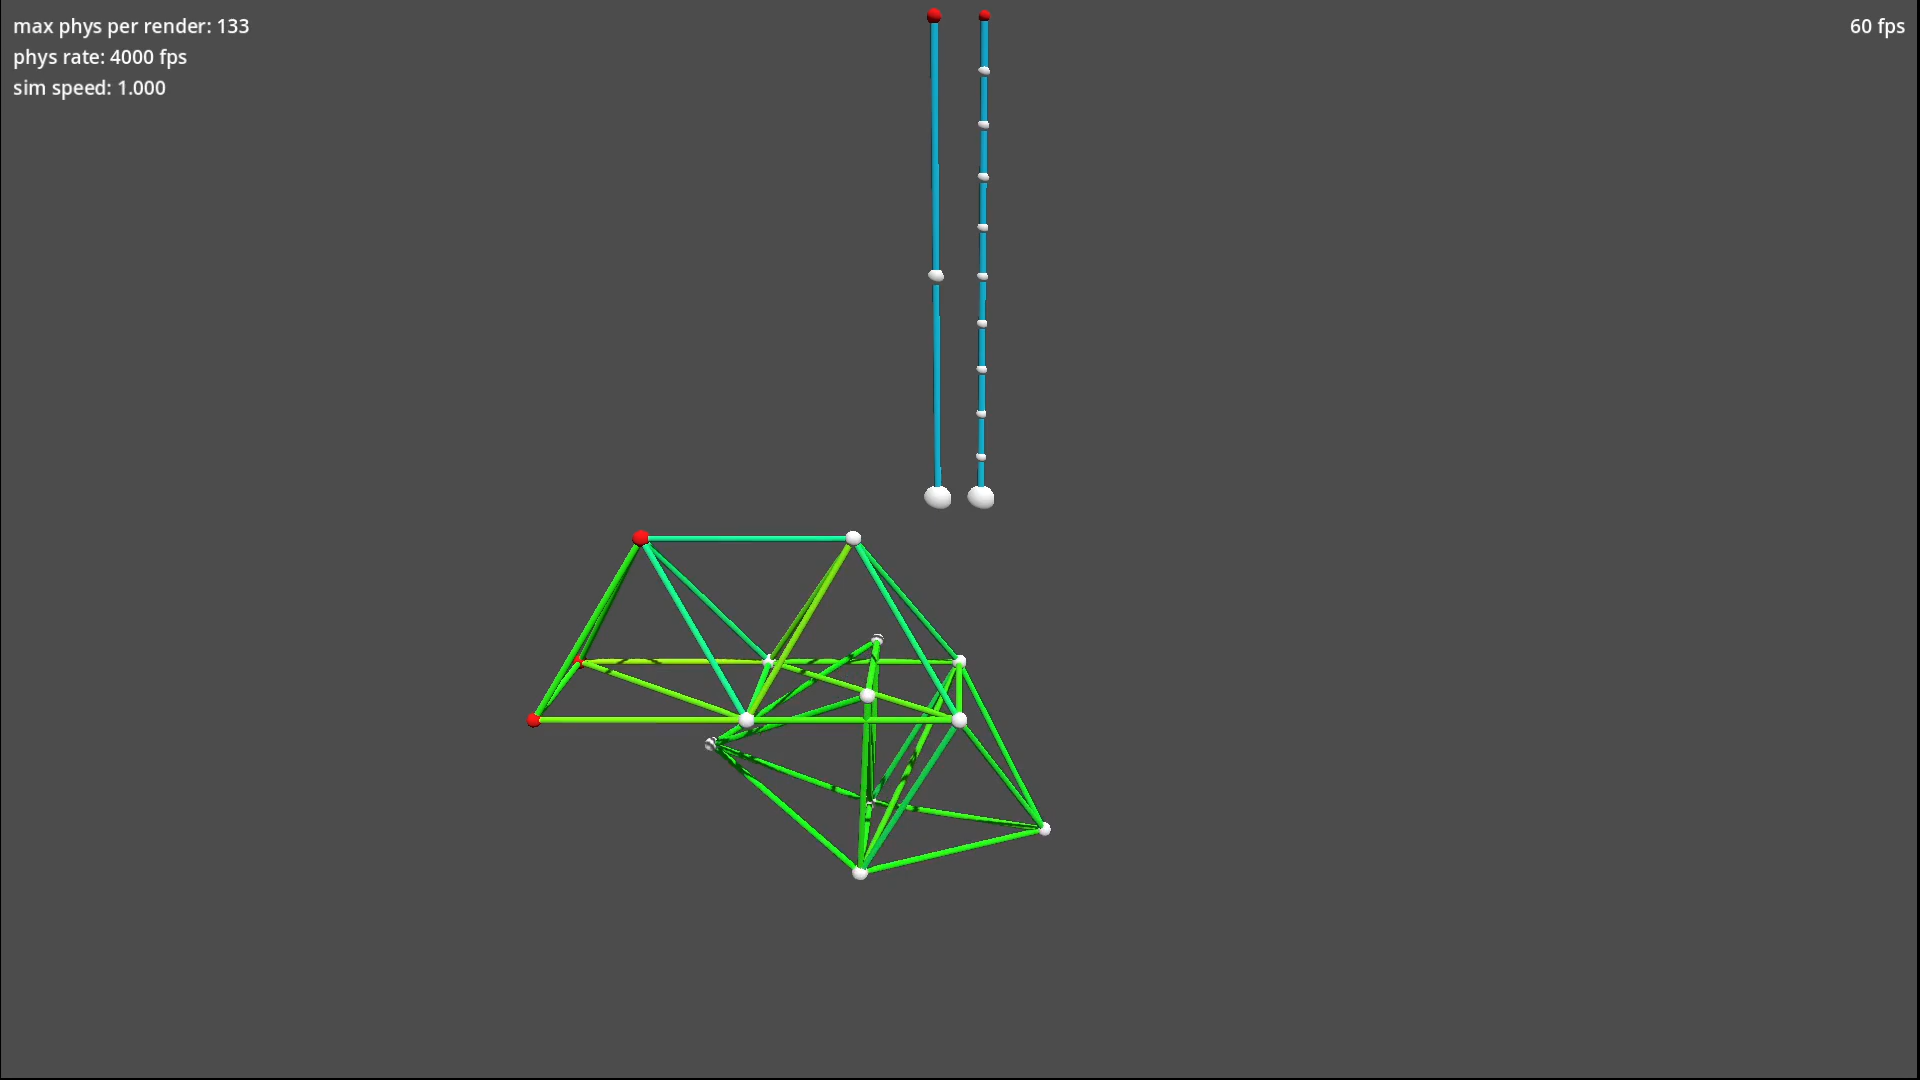 max phys per render: 133
60 fps
phys rate: 4000 fps
sim speed: 1.000